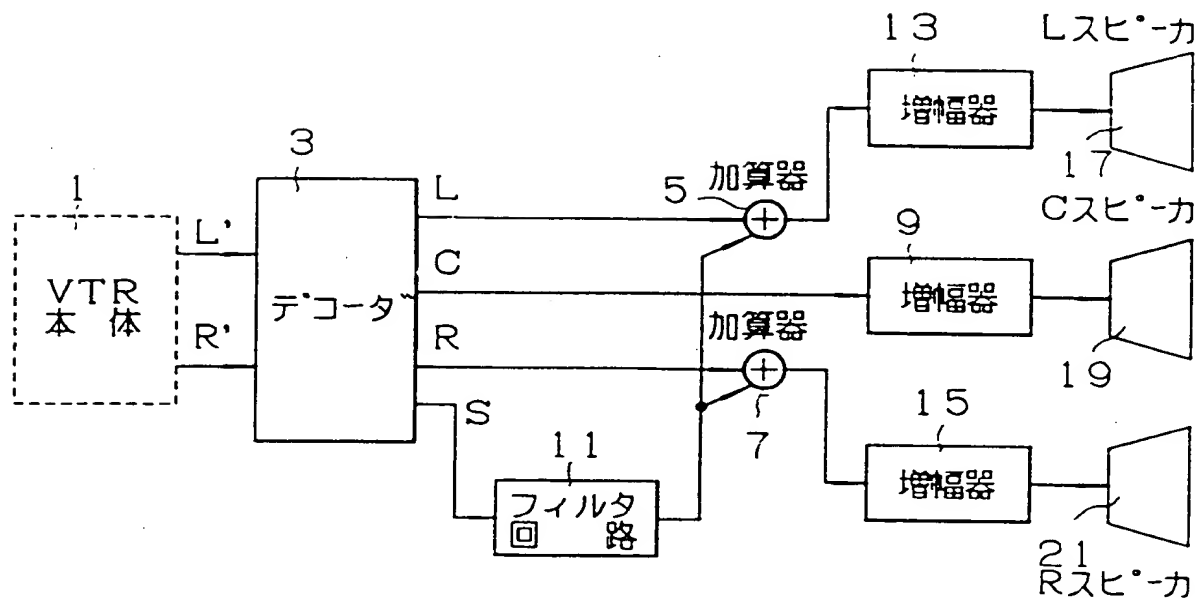 1
VTR
本体
L'
R'
3
デコーダ
L
C
R
S
11
フィルタ
回路
加算器
5
加算器
7
13
増幅器
9
増幅器
15
増幅器
Lスピーカ
17
Cスピーカ
19
21
Rスピーカ